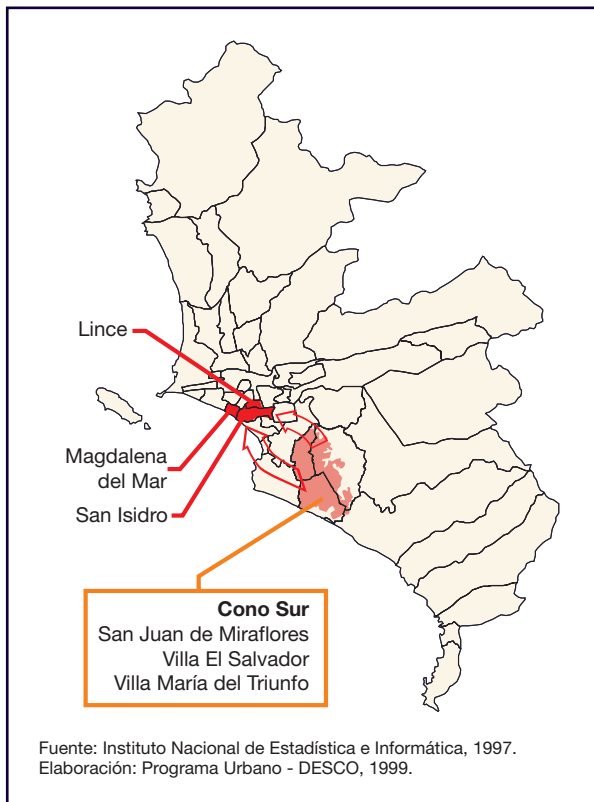 Lince
Magdalena
del Mar
San Isidro
Cono Sur
San Juan de Miraflores
Villa El Salvador
Villa María del Triunfo
Fuente: Instituto Nacional de Estadística e Informática, 1997.
Elaboración: Programa Urbano - DESCO, 1999.